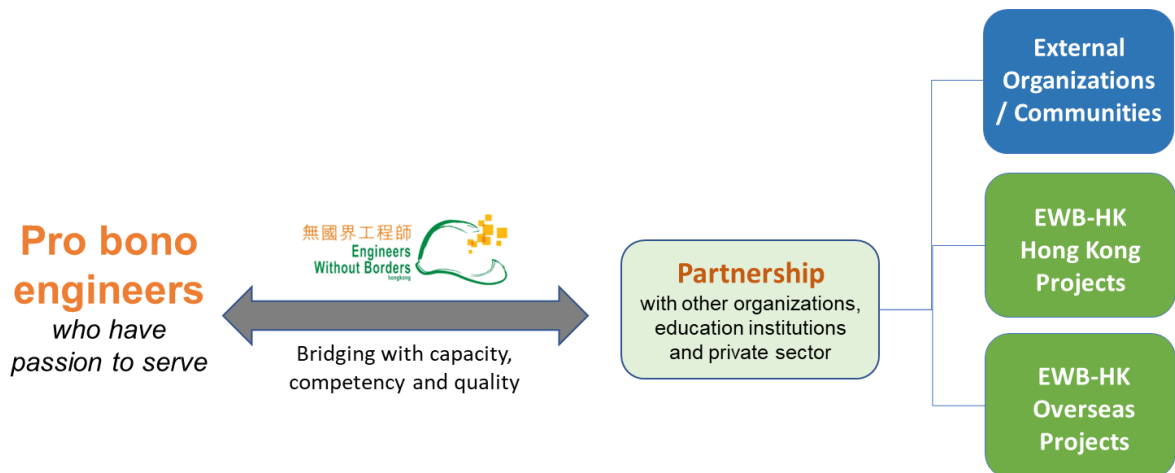 Pro bono
engineers
who have
passion to serve
無國界工程師
Engineers
Without Borders
hongkong
Bridging with capacity,
competency and quality
Partnership
with other organizations,
education institutions
and private sector
External
Organizations
/ Communities
EWB-HK
Hong Kong
Projects
EWB-HK
Overseas
Projects